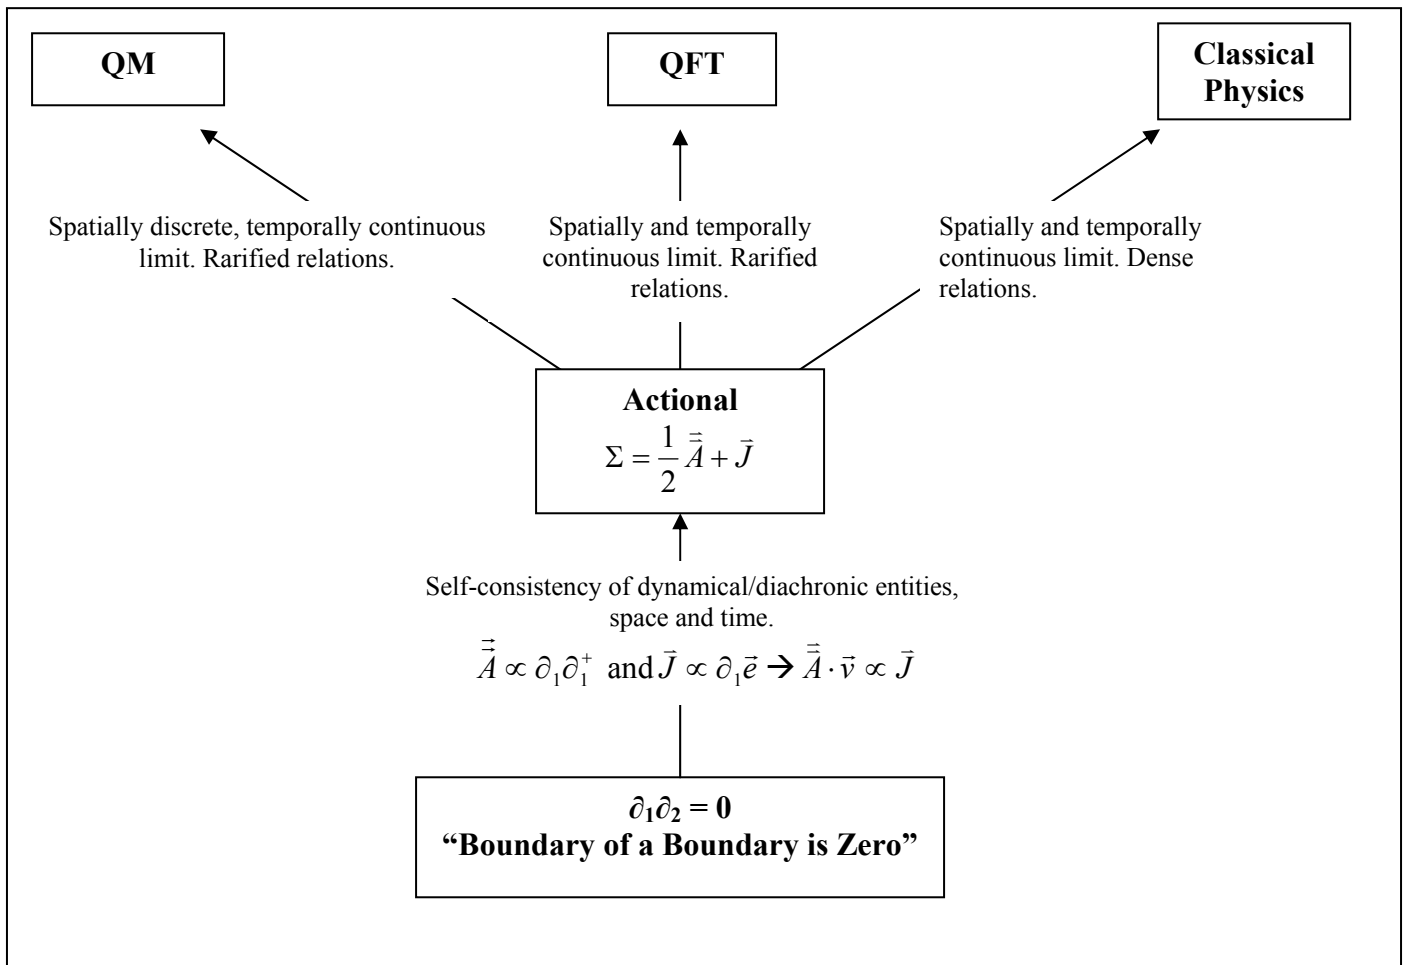 QM
QFT
Classical
Physics
Spatially discrete, temporally continuous
limit. Rarified relations.
Spatially and temporally
continuous limit. Rarified
relations.
Spatially and temporally
continuous limit. Dense
relations.
Actional
Σ = 1/2 A⃗⃗ + J⃗
Self-consistency of dynamical/diachronic entities,
space and time.
A⃗⃗ ∝ ∂₁∂₁⁺ and J⃗ ∝ ∂₁e⃗ → A⃗⃗ · v⃗ ∝ J⃗
∂₁∂₂ = 0
“Boundary of a Boundary is Zero”